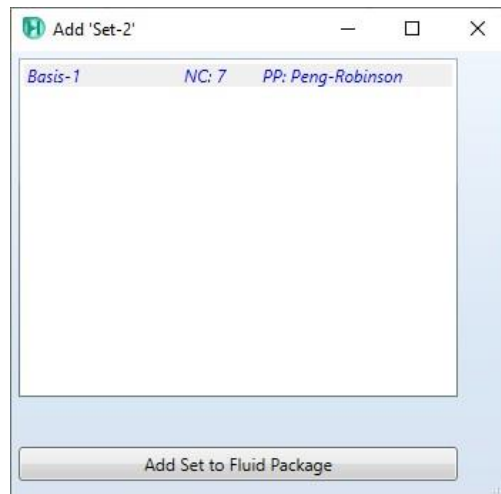 Add 'Set-2'
Basis-1 NC: 7 PP: Peng-Robinson
Add Set to Fluid Package